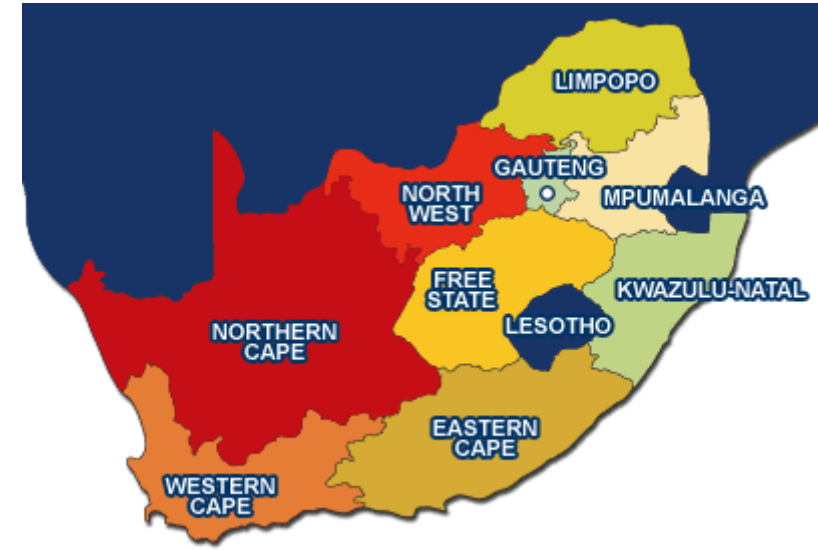 LIMPOPO
GAUTENG
NORTH
WEST
MPUMALANGA
FREE
STATE
KWAZULU-NATAL
NORTHERN
CAPE
LESOTHO
EASTERN
CAPE
WESTERN
CAPE